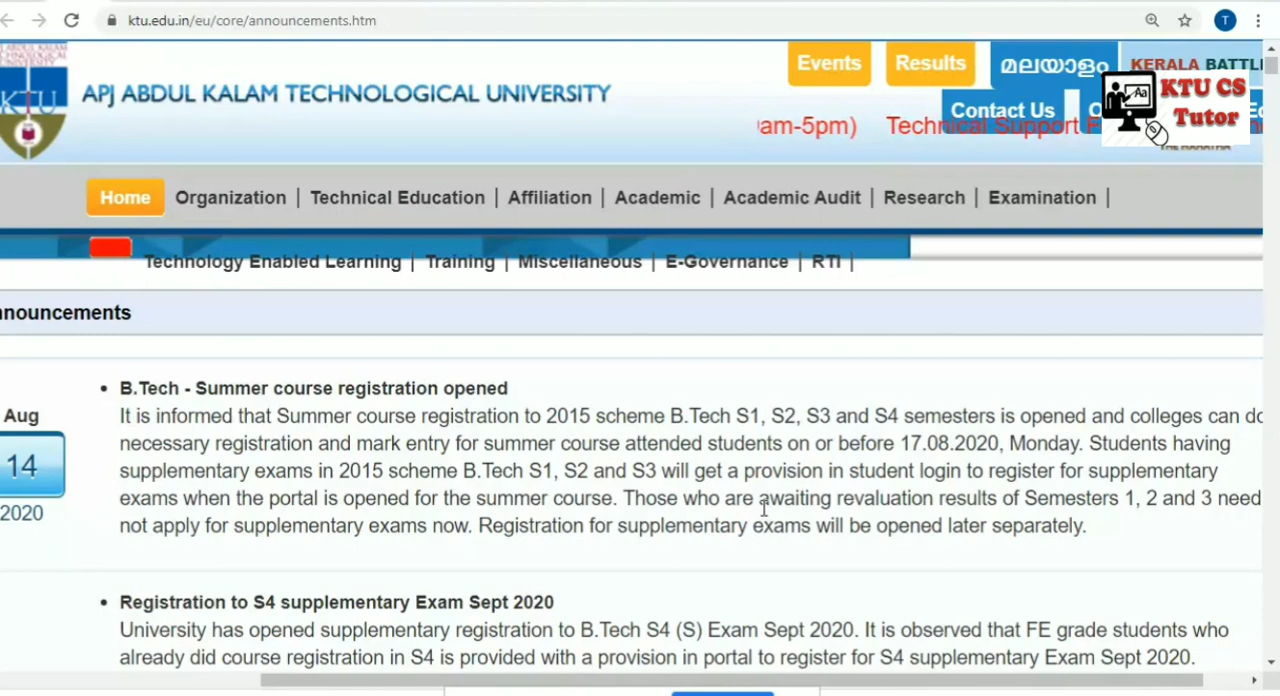 ktu.edu.in/eu/core/announcements.htm
T
KTU
APJ ABDUL KALAM TECHNOLOGICAL UNIVERSITY
Events
Results
മലയാളം
KERALA BATTL
Contact Us
Aa
KTU CS
Tutor
am-5pm) Technical Support F
Home Organization | Technical Education | Affiliation | Academic | Academic Audit | Research | Examination |
Technology Enabled Learning | Training | Miscellaneous | E-Governance | RTI |
nouncements
Aug
14
2020
• B.Tech - Summer course registration opened
It is informed that Summer course registration to 2015 scheme B.Tech S1, S2, S3 and S4 semesters is opened and colleges can do
necessary registration and mark entry for summer course attended students on or before 17.08.2020, Monday. Students having
supplementary exams in 2015 scheme B.Tech S1, S2 and S3 will get a provision in student login to register for supplementary
exams when the portal is opened for the summer course. Those who are awaiting revaluation results of Semesters 1, 2 and 3 need
not apply for supplementary exams now. Registration for supplementary exams will be opened later separately.
• Registration to S4 supplementary Exam Sept 2020
University has opened supplementary registration to B.Tech S4 (S) Exam Sept 2020. It is observed that FE grade students who
already did course registration in S4 is provided with a provision in portal to register for S4 supplementary Exam Sept 2020.